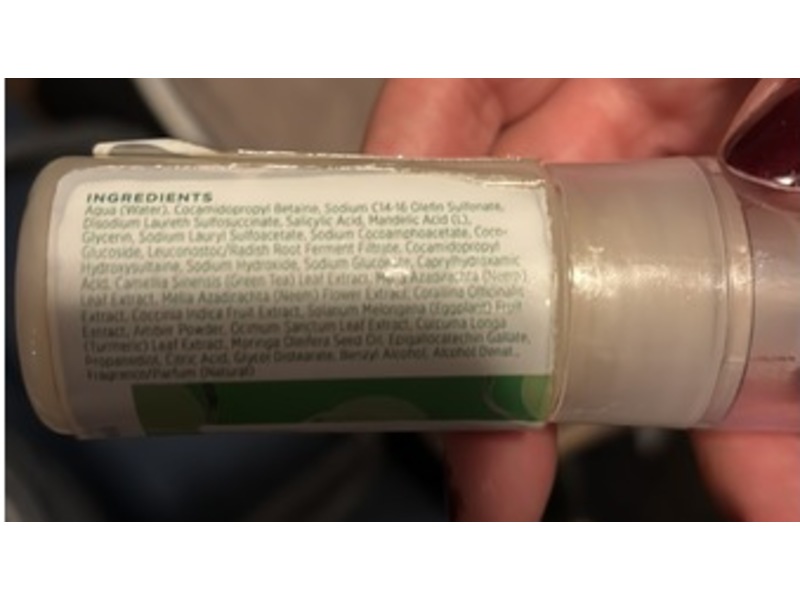 INGREDIENTS
Aqua (Water), Cocamidopropyl Betaine, Sodium C14-16 Olefin Sulfonate,
Disodium Laureth Sulfosuccinate, Salicylic Acid, Mandelic Acid (L),
Glycerin, Sodium Lauryl Sulfoacetate, Sodium Cocoamphoacetate, Coco-
Glucoside, Leuconostoc/Radish Root Ferment Filtrate, Cocamidopropyl
Hydroxysultaine, Sodium Hydroxide, Sodium Gluconate, Caprylhydroxamic
Acid, Camellia Sinensis (Green Tea) Leaf Extract, Melia Azadirachta (Neem)
Leaf Extract, Melia Azadirachta (Neem) Flower Extract, Corallina Officinalis
Extract, Coccinia Indica Fruit Extract, Solanum Melongena (Eggplant) Fruit
Extract, Amber Powder, Ocimum Sanctum Leaf Extract, Curcuma Longa
(Turmeric) Leaf Extract, Moringa Oleifera Seed Oil, Epigallocatechin Gallate,
Propanediol, Citric Acid, Glycol Distearate, Benzyl Alcohol, Alcohol Denat.,
Fragrance/Parfum (Natural)